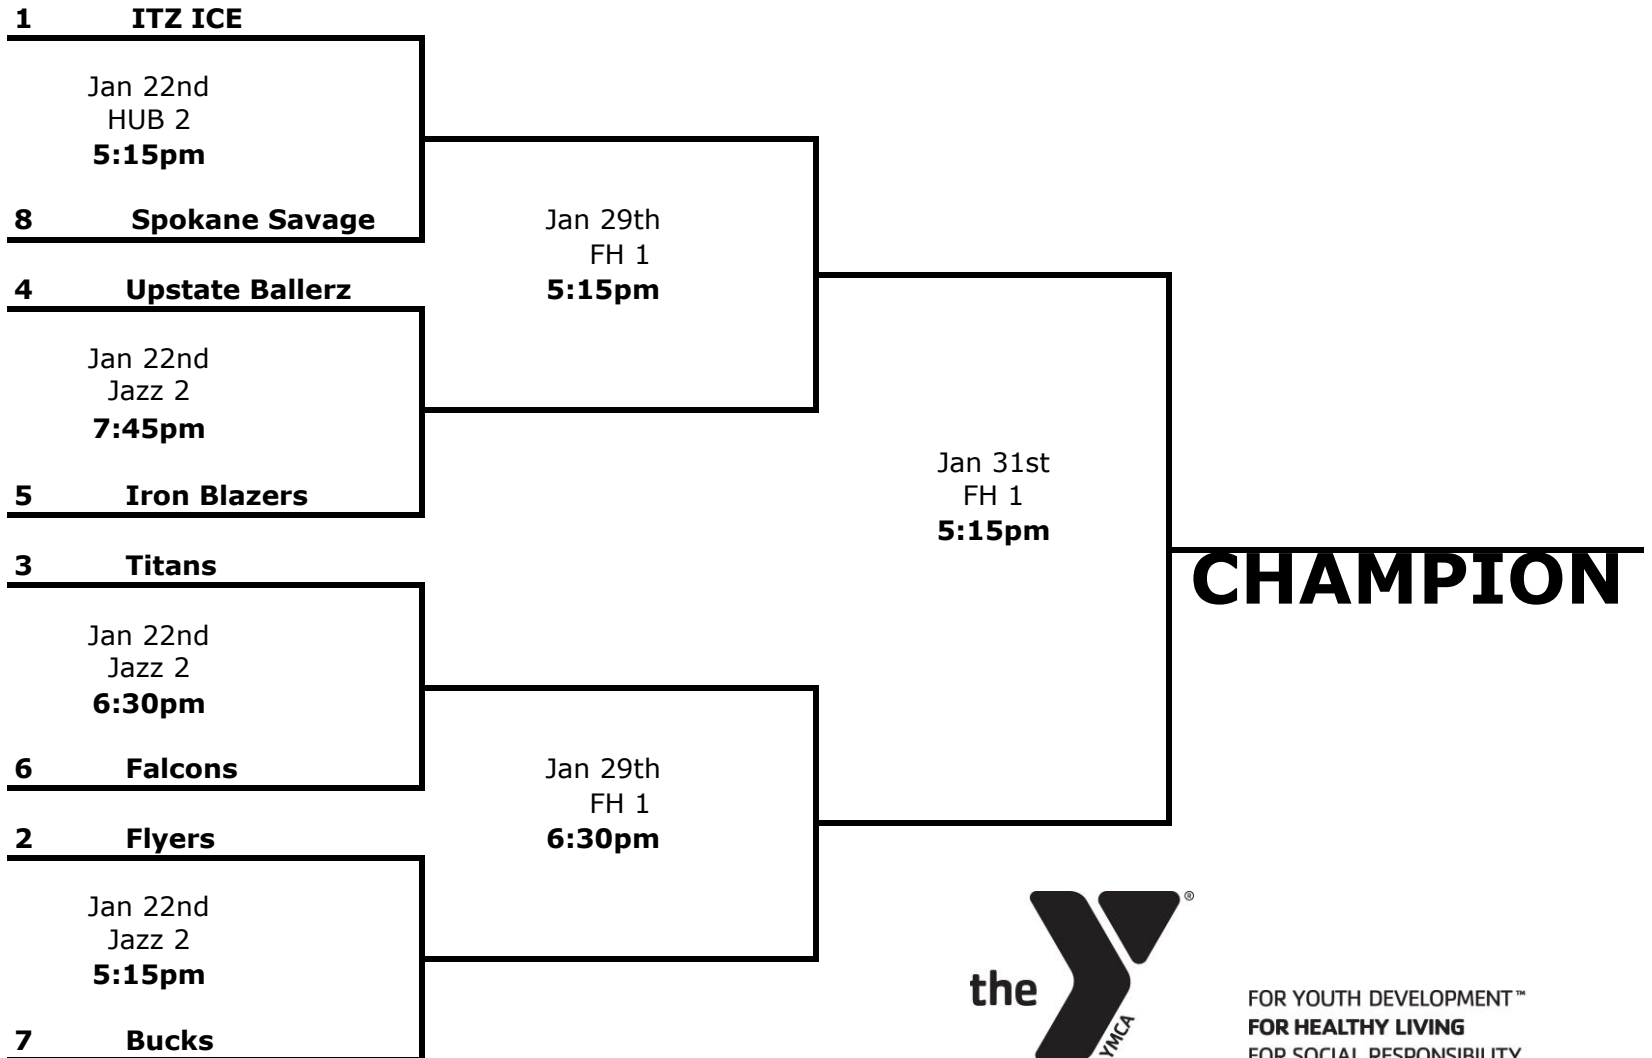 1 ITZ ICE
Jan 22nd
HUB 2
5:15pm
8 Spokane Savage
4 Upstate Ballerz
Jan 22nd
Jazz 2
7:45pm
5 Iron Blazers
3 Titans
Jan 22nd
Jazz 2
6:30pm
6 Falcons
2 Flyers
Jan 22nd
Jazz 2
5:15pm
7 Bucks
Jan 29th
FH 1
5:15pm
Jan 29th
FH 1
6:30pm
Jan 31st
FH 1
5:15pm
CHAMPION
the
YMCA
®
FOR YOUTH DEVELOPMENT™
FOR HEALTHY LIVING
FOR SOCIAL RESPONSIBILITY